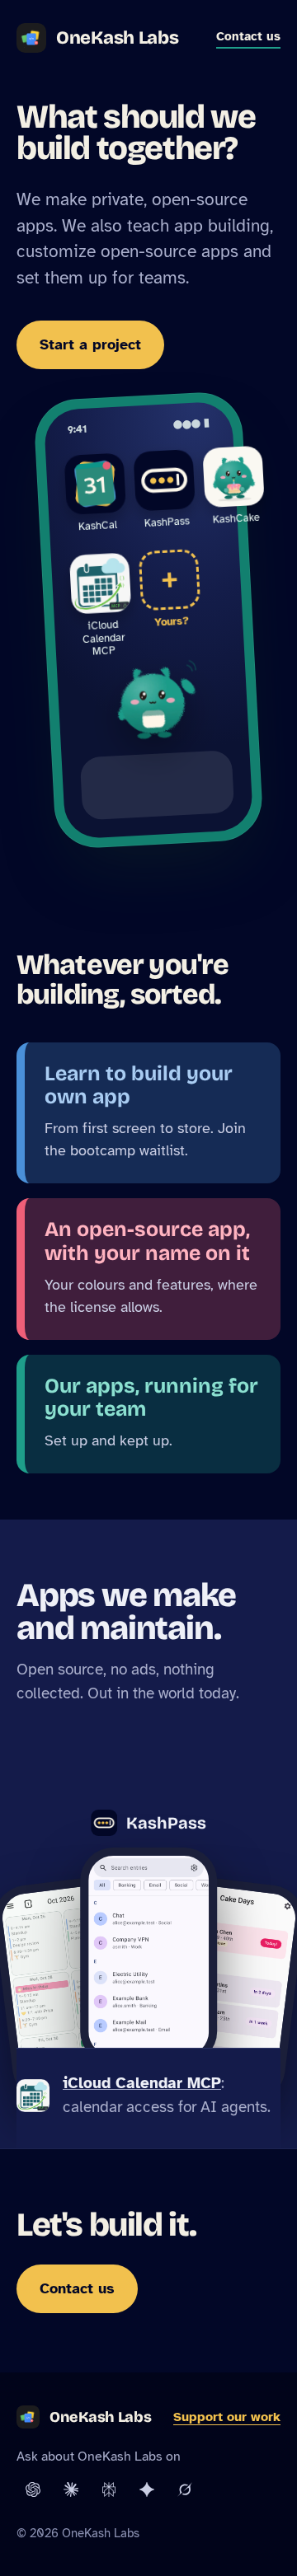 OneKash Labs
Contact us
What should we
build together?
We make private, open-source
apps. We also teach app building,
customize open-source apps and
set them up for teams.
Start a project
9:41
31
KashCal
KashPass
KashCake
iCloud
Calendar
MCP
Yours?
Whatever you're
building, sorted.
Learn to build your
own app
From first screen to store. Join
the bootcamp waitlist.
An open-source app,
with your name on it
Your colours and features, where
the license allows.
Our apps, running for
your team
Set up and kept up.
Apps we make
and maintain.
Open source, no ads, nothing
collected. Out in the world today.
KashPass
Oct 2026
Search entries
Cake Days
All
Banking
Email
Social
Chat
Company VPN
Electric Utility
Example Bank
Example Mail
Today!
iCloud Calendar MCP:
calendar access for AI agents.
Let's build it.
Contact us
OneKash Labs
Support our work
Ask about OneKash Labs on
© 2026 OneKash Labs